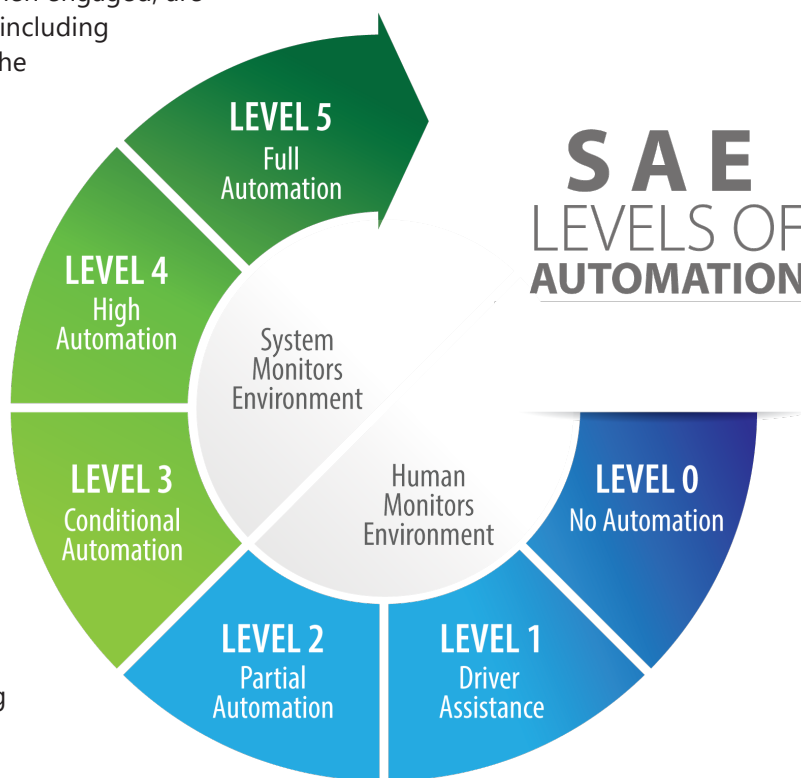 including
he
LEVEL 5
Full
Automation
SAE
LEVELS OF
AUTOMATION
LEVEL 4
High
Automation
System
Monitors
Environment
LEVEL 3
Conditional
Automation
Human
Monitors
Environment
LEVEL 0
No Automation
LEVEL 2
Partial
Automation
LEVEL 1
Driver
Assistance
g